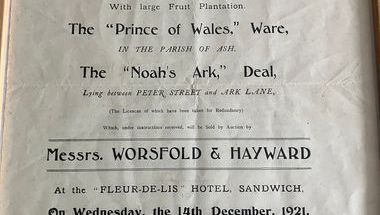 With large Fruit Plantation.
The "Prince of Wales," Ware,
IN THE PARISH OF ASH.
The "Noah's Ark," Deal,
Lying between PETER STREET and ARK LANE,
(The Licences of which have been taken for Redundancy)
Which, under instructions received, will be Sold by Auction by
Messrs. WORSFOLD & HAYWARD
At the "FLEUR-DE-LIS" HOTEL, SANDWICH,
On Wednesday, the 14th December, 1921,